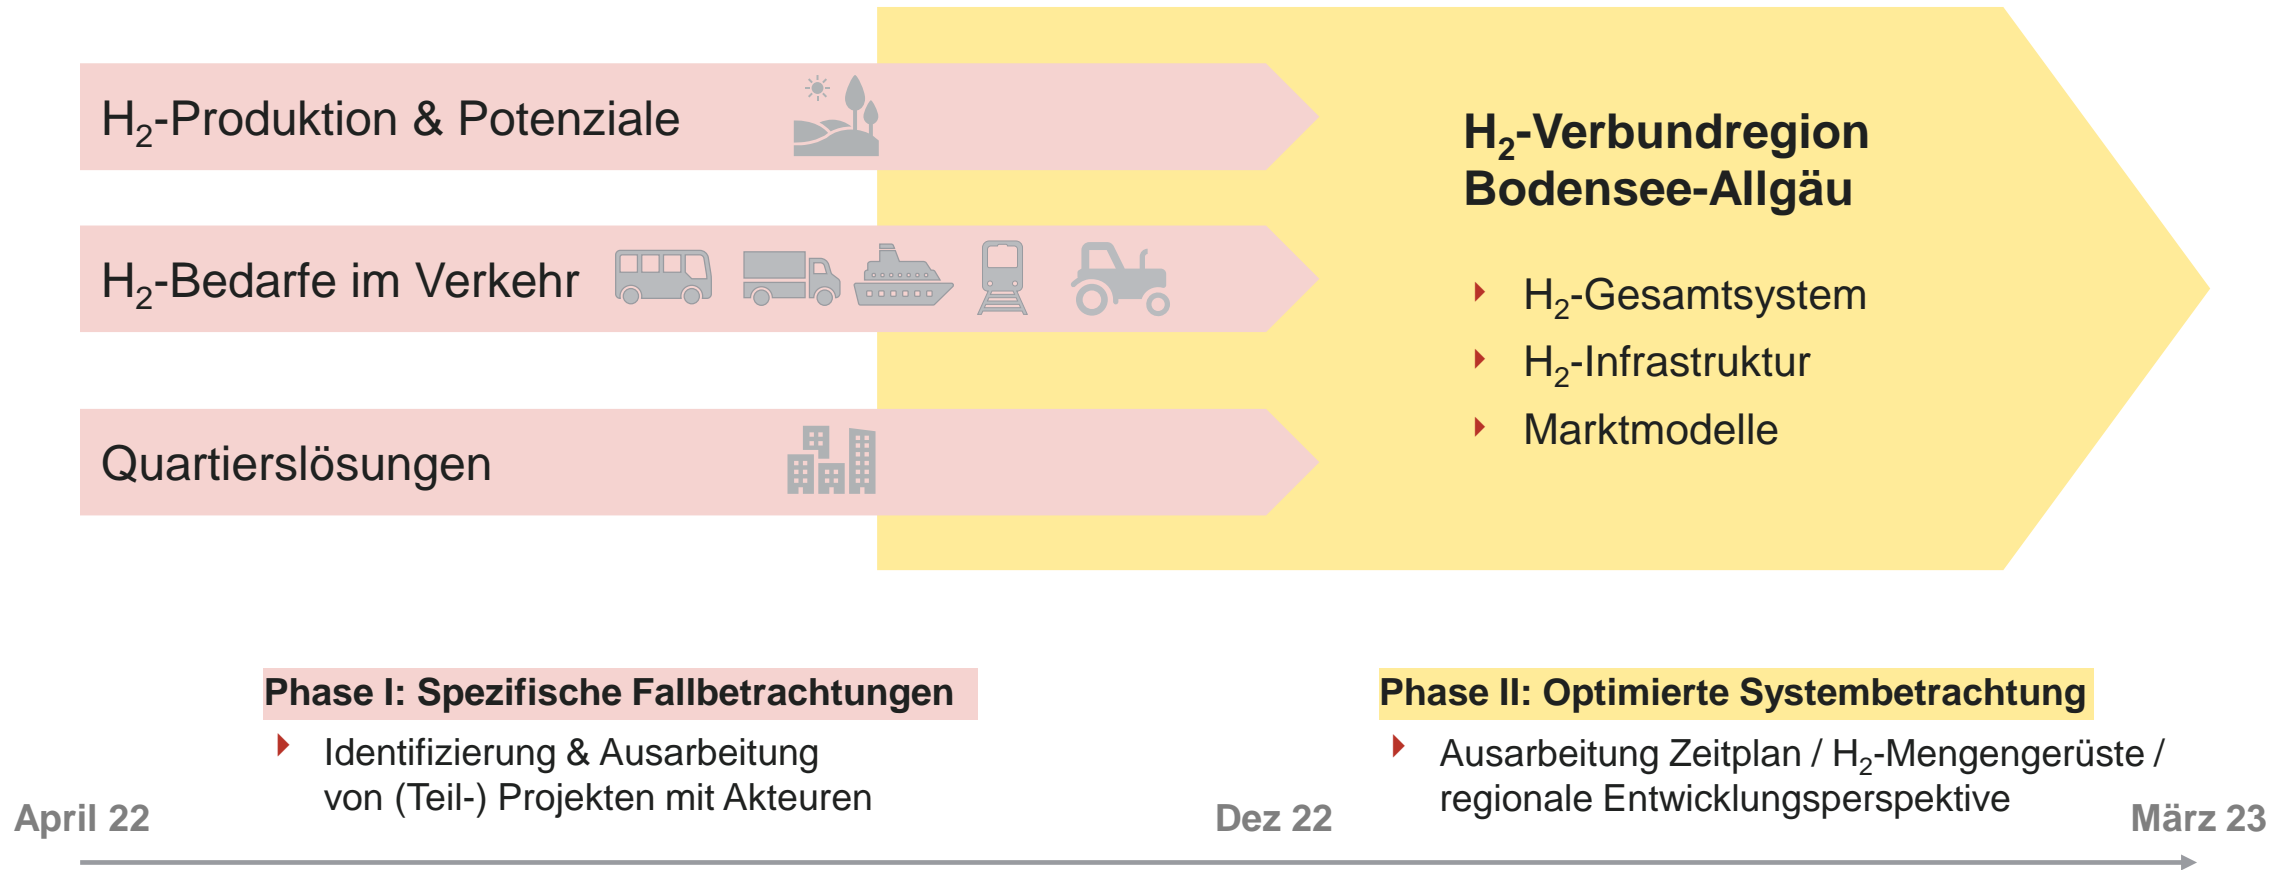 H₂-Produktion & Potenziale
H₂-Bedarfe im Verkehr
Quartierslösungen
H₂-Verbundregion
Bodensee-Allgäu
H₂-Gesamtsystem
H₂-Infrastruktur
Marktmodelle
Phase I: Spezifische Fallbetrachtungen
Identifizierung & Ausarbeitung
von (Teil-) Projekten mit Akteuren
Phase II: Optimierte Systembetrachtung
Ausarbeitung Zeitplan / H₂-Mengengerüste /
regionale Entwicklungsperspektive
April 22
Dez 22
März 23